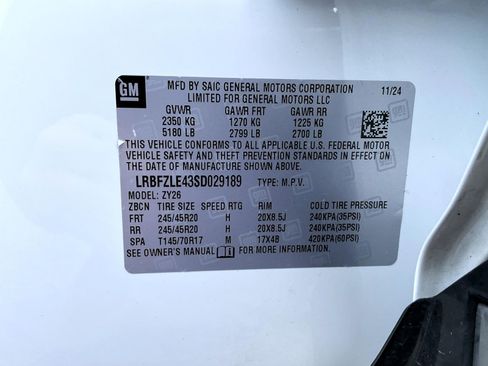 GM
MFD BY SAIC GENERAL MOTORS CORPORATION 11/24
LIMITED FOR GENERAL MOTORS LLC
GVWR GAWR FRT GAWR RR
2350 KG 1270 KG 1225 KG
5180 LB 2799 LB 2700 LB
THIS VEHICLE CONFORMS TO ALL APPLICABLE U.S. FEDERAL MOTOR
VEHICLE SAFETY AND THEFT PREVENTION STANDARDS IN EFFECT ON
THE DATE OF MANUFACTURE SHOWN ABOVE.
LRBFZLE43SD029189 TYPE: M.P.V.
MODEL: ZY26
ZBCN TIRE SIZE SPEED RTG RIM COLD TIRE PRESSURE
FRT 245/45R20 H 20X8.5J 240KPA(35PSI)
RR 245/45R20 H 20X8.5J 240KPA(35PSI)
SPA T145/70R17 M 17X4B 420KPA(60PSI)
SEE OWNER'S MANUAL FOR MORE INFORMATION.